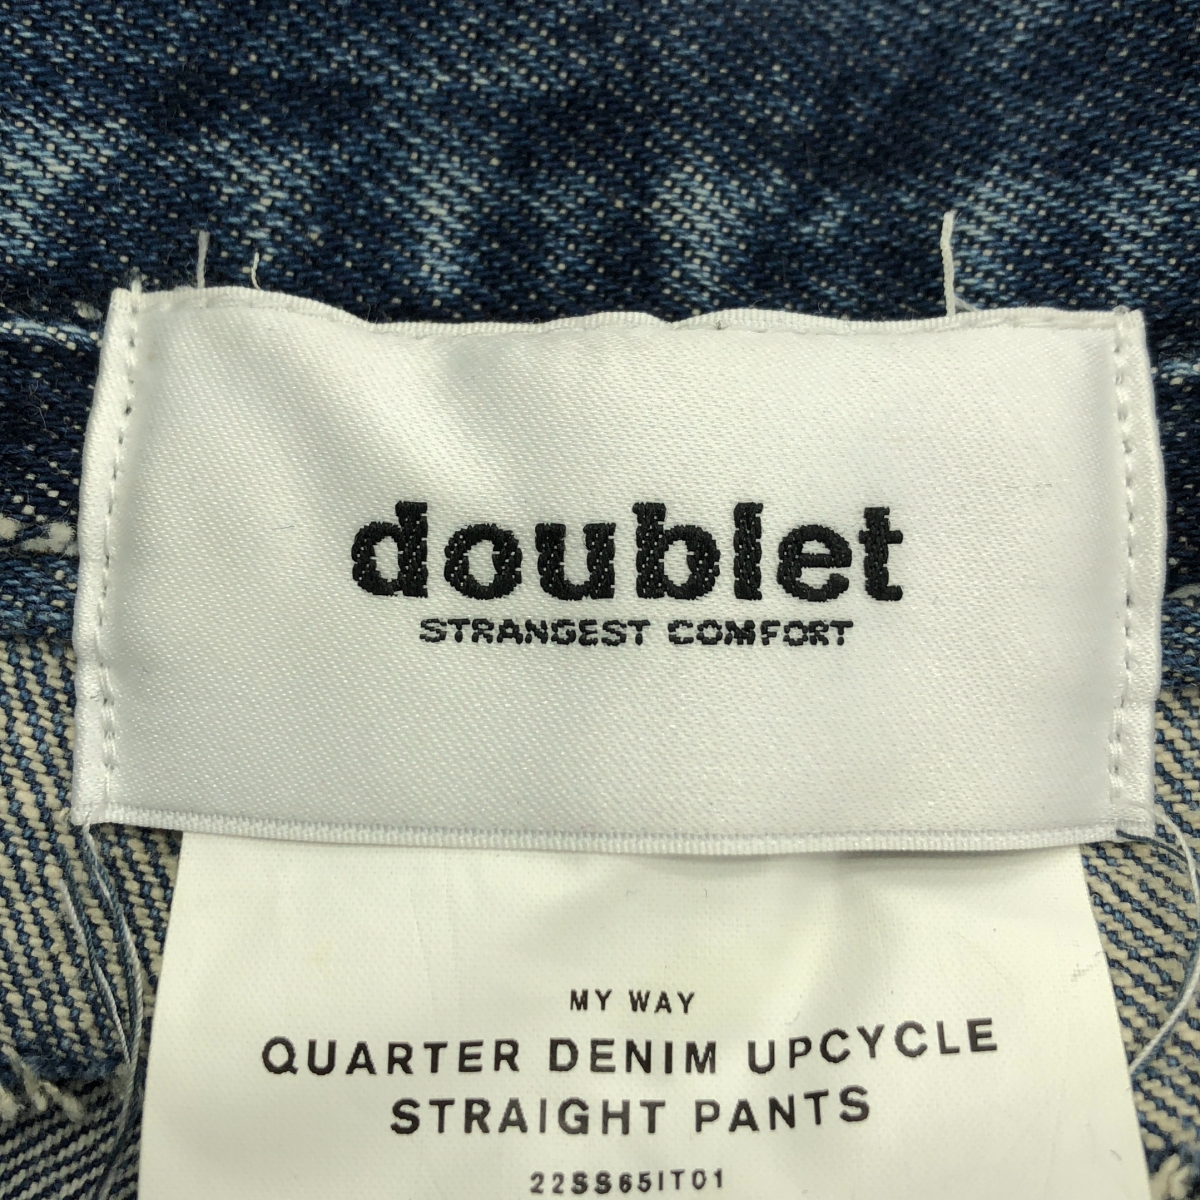 doublet
STRANGEST COMFORT
MY WAY
QUARTER DENIM UPCYCLE
STRAIGHT PANTS
22SS65IT01